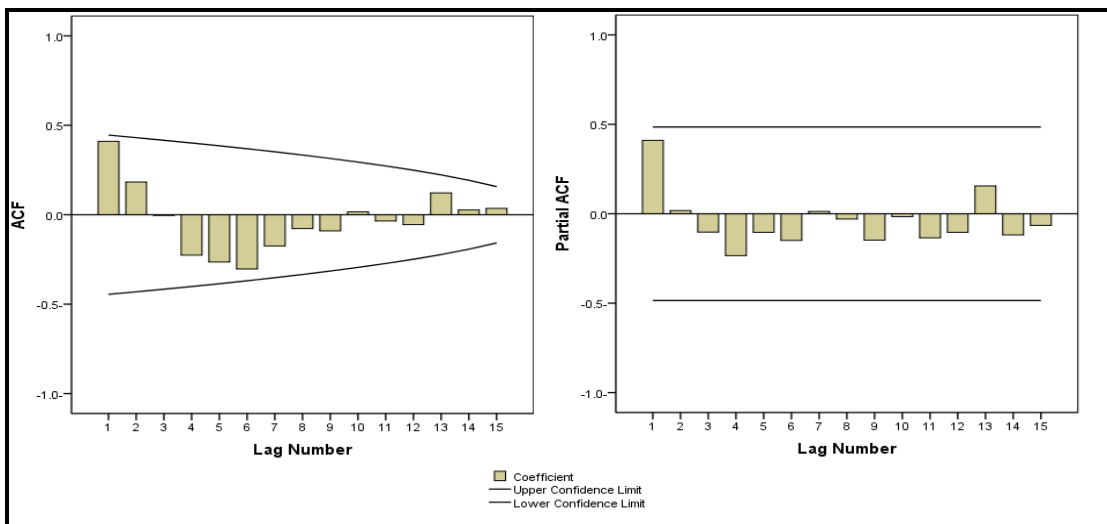 ACF
1.0
0.5
0.0
-0.5-
-1.0-
1 2 3 4 5 6 7 8 9 10 11 12 13 14 15
Lag Number
Partial ACF
1.0
0.5
0.0
-0.5-
-1.0-
1 2 3 4 5 6 7 8 9 10 11 12 13 14 15
Lag Number
Coefficient
Upper Confidence Limit
Lower Confidence Limit